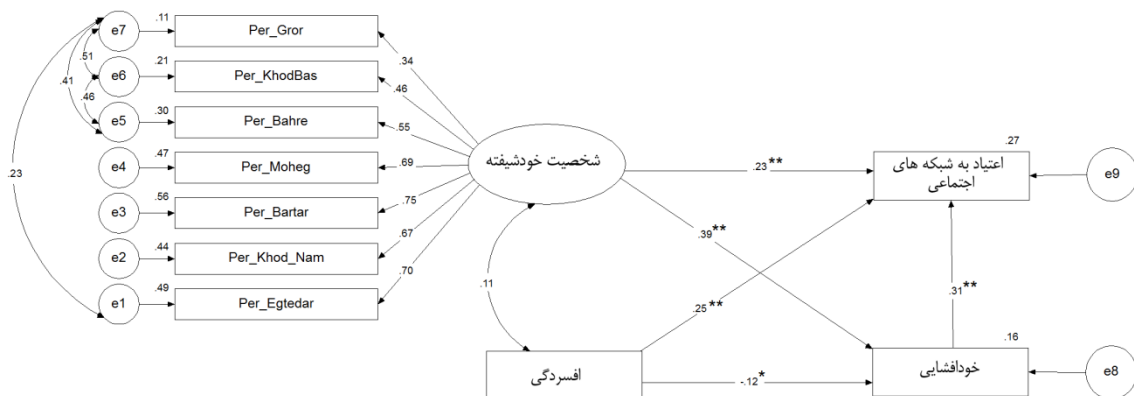 e7
.11
Per_Gror
.34
.51
e6
.21
Per_KhodBas
.46
.41
.46
e5
.30
Per_Bahre
.55
e4
.47
Per_Moheg
.69
.23
e3
.56
Per_Bartar
.75
e2
.44
Per_Khod_Nam
.67
e1
.49
Per_Egtedar
.70
شخصیت خودشیفته
.23**
.27
اعتیاد به شبکه های
اجتماعی
e9
.39**
.11
.25**
.31**
افسردگی
-.12*
.16
خودافشایی
e8